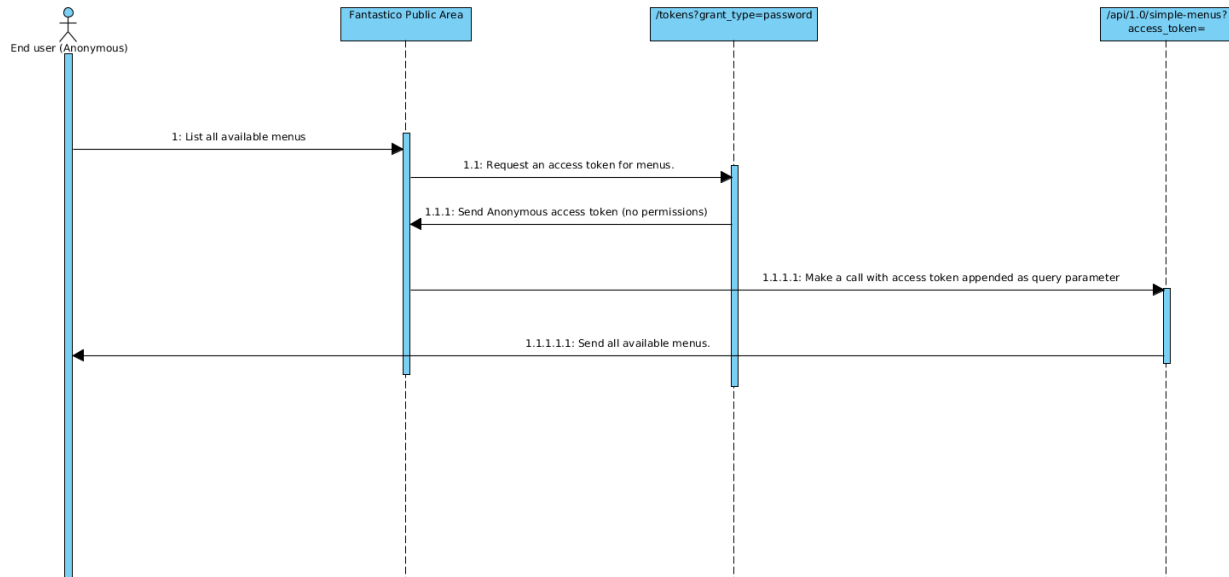 Fantastico Public Area
/tokens?grant_type=password
/api/1.0/simple-menus?
access_token=
End user (Anonymous)
1: List all available menus
1.1: Request an access token for menus.
1.1.1: Send Anonymous access token (no permissions)
1.1.1.1: Make a call with access token appended as query parameter
1.1.1.1.1: Send all available menus.